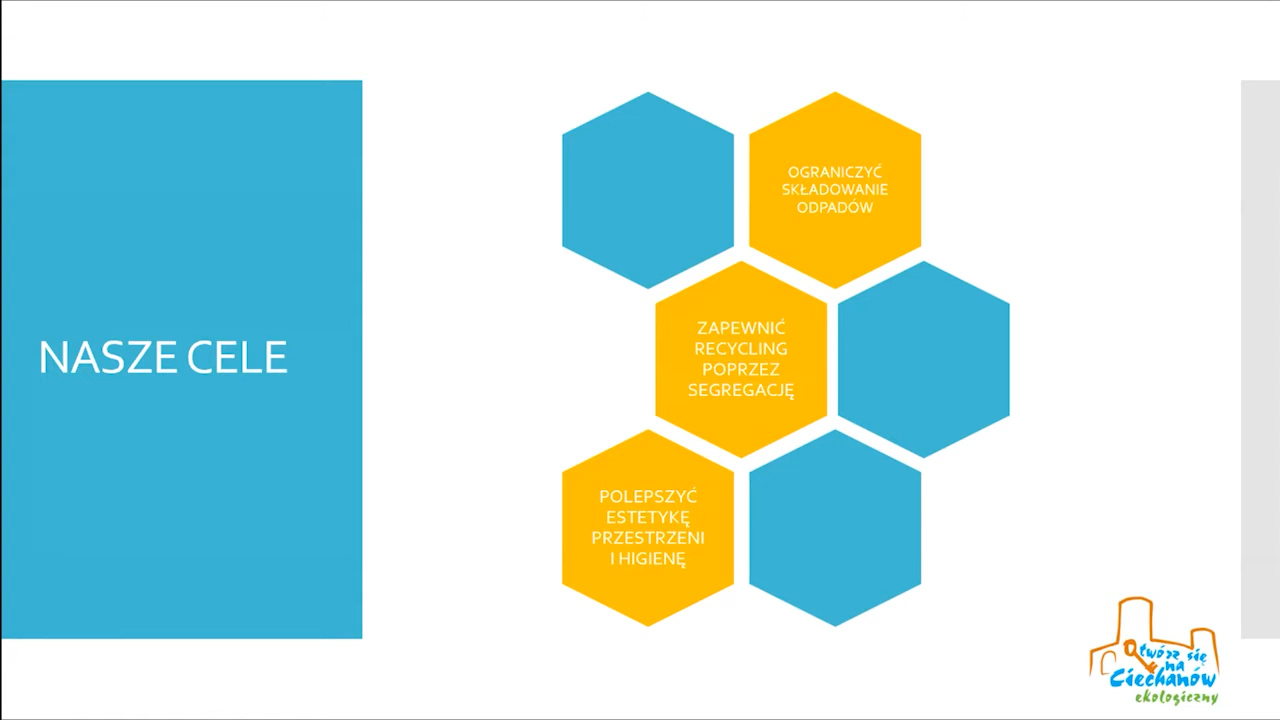 NASZE CELE
OGRANICZYĆ
SKŁADOWANIE
ODPADÓW
ZAPEWNIĆ
RECYCLING
POPRZEZ
SEGREGACJĘ
POLEPSZYĆ
ESTETYKĘ
PRZESTRZENI
I HIGIENĘ
Otwórz się
na
Ciechanów
ekologiczny